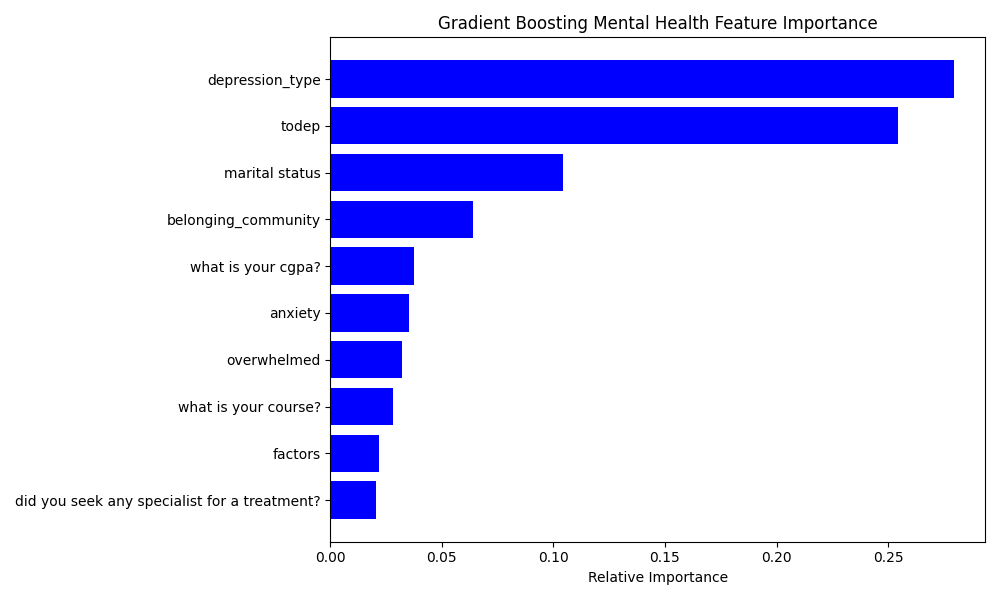 Gradient Boosting Mental Health Feature Importance
depression_type
todep
marital status
belonging_community
what is your cgpa?
anxiety
overwhelmed
what is your course?
factors
did you seek any specialist for a treatment?
0.00 0.05 0.10 0.15 0.20 0.25
Relative Importance